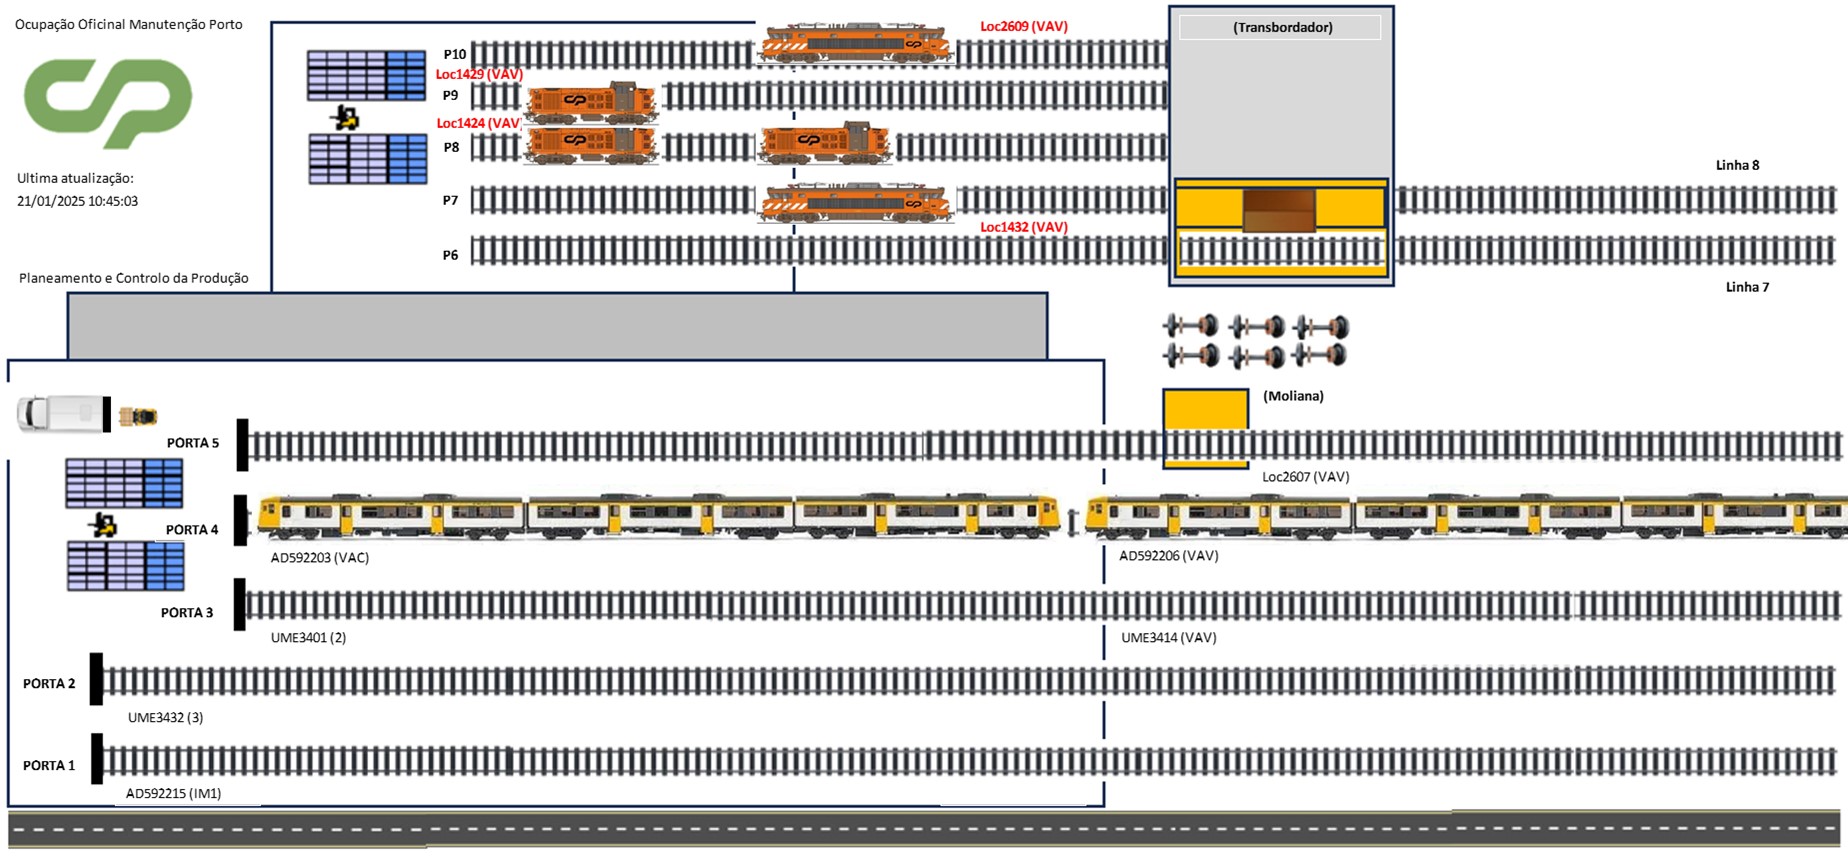 Ocupação Oficinal Manutenção Porto
Loc2609 (VAV)
(Transbordador)
P10
Loc1429 (VAV)
P9
Loc1424 (VAV)
P8
Linha 8
Ultima atualização:
21/01/2025 10:45:03
P7
Loc1432 (VAV)
P6
Planeamento e Controlo da Produção
Linha 7
(Moliana)
PORTA 5
Loc2607 (VAV)
PORTA 4
AD592203 (VAC)
AD592206 (VAV)
PORTA 3
UME3401 (2)
UME3414 (VAV)
PORTA 2
UME3432 (3)
PORTA 1
AD592215 (IM1)